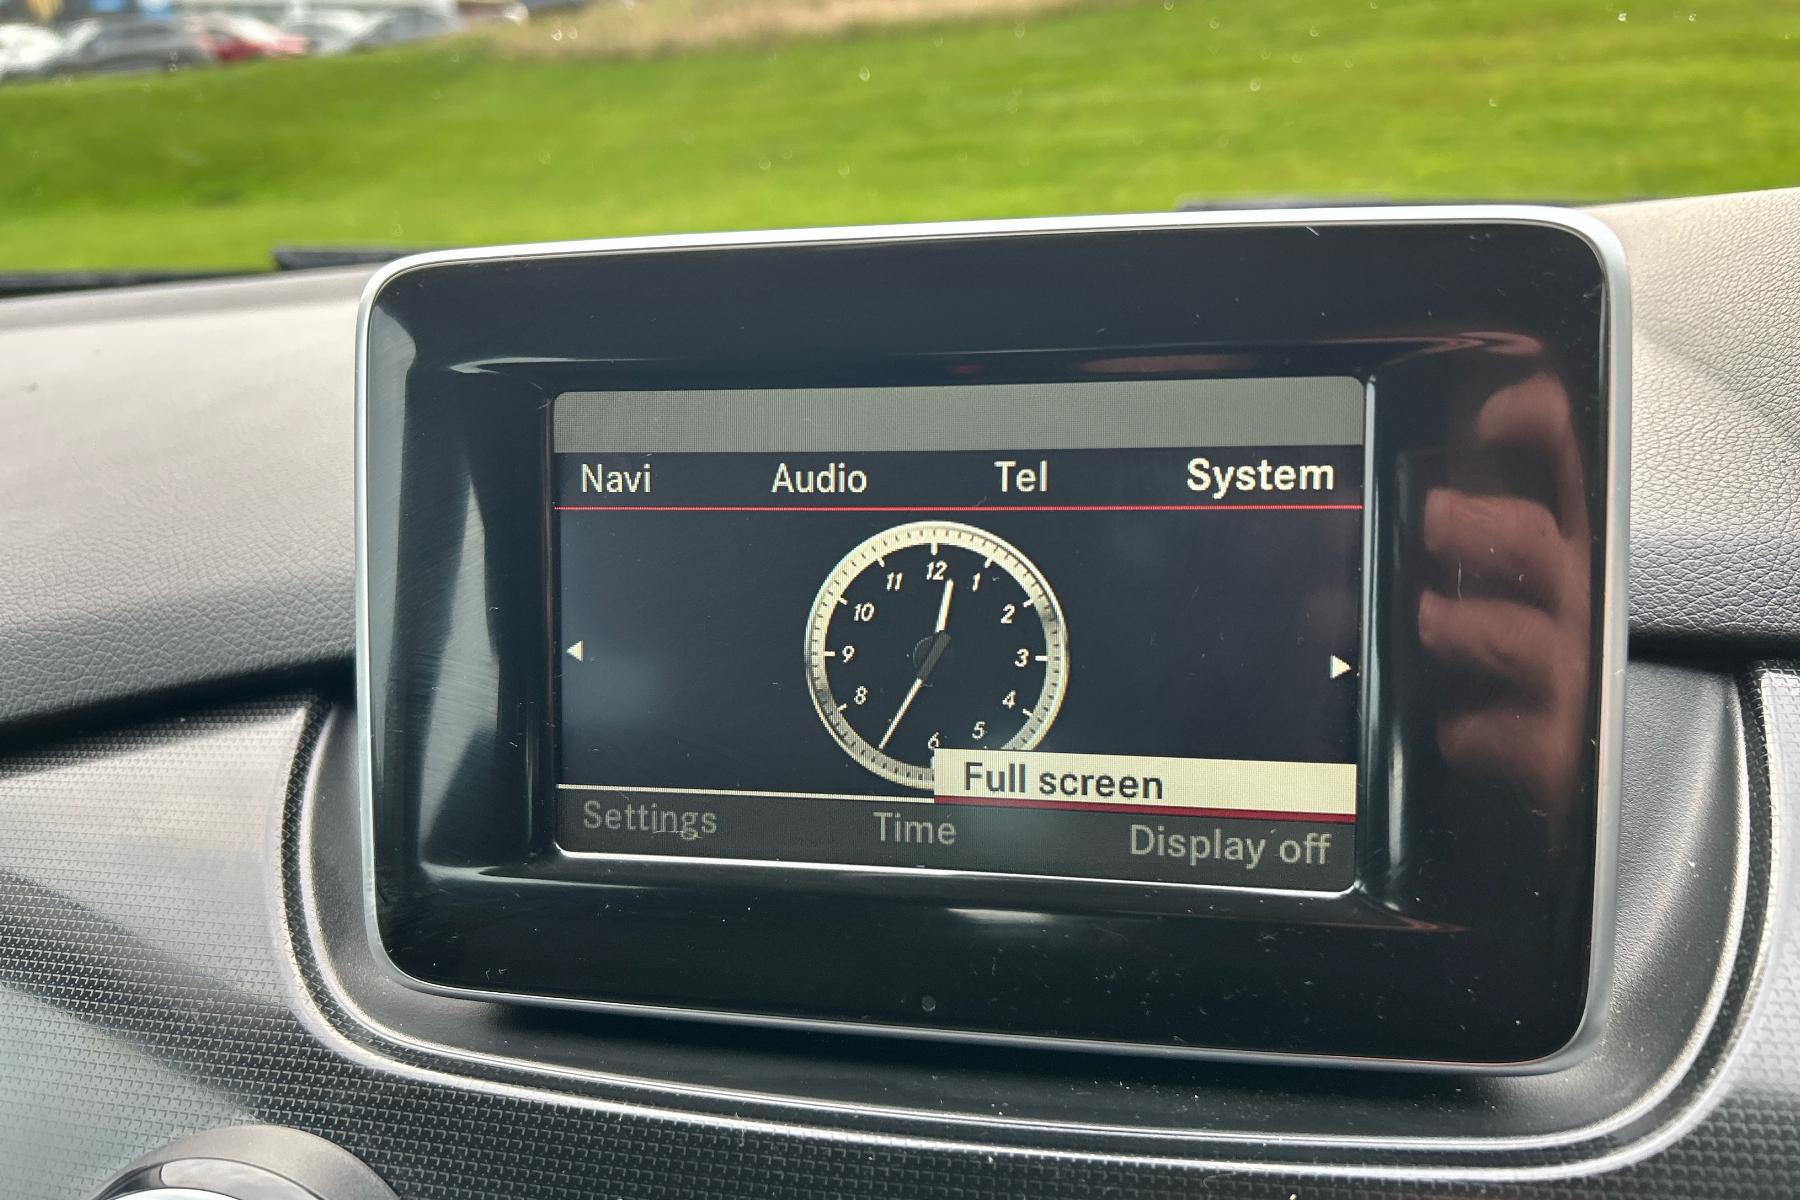 Navi Audio Tel System
12
11 1
10 2
9 3
8 4
5
6
Full screen
Settings Time Display off